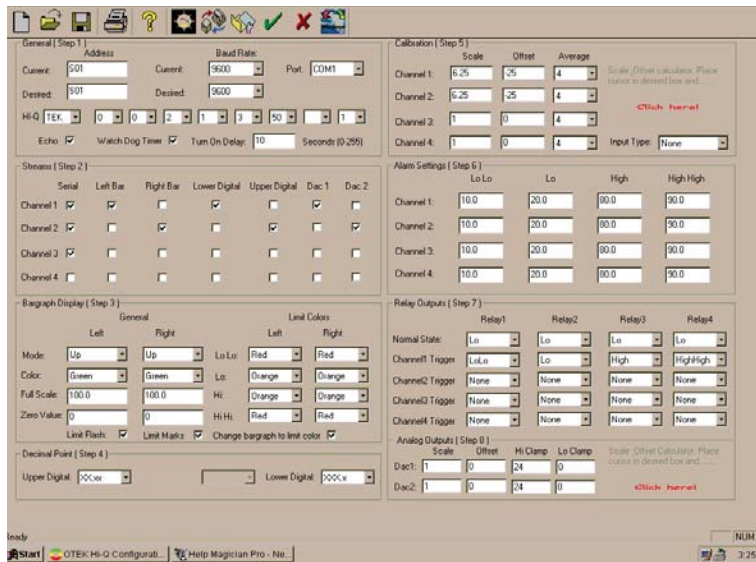 General ( Step 1 )
Address
Baud Rate:
Current: S01 Current: 9600 Port: COM1
Desired: S01 Desired: 9600
HI-Q TEK 0 0 2 1 3 50 1
Echo Watch Dog Timer Turn On Delay: 10 Seconds (0-255)
Streams ( Step 2 )
Serial Left Bar Right Bar Lower Digital Upper Digital Dac 1 Dac 2
Channel 1
Channel 2
Channel 3
Channel 4
Bargraph Display ( Step 3 )
General Limit Colors
Left Right Left Right
Mode: Up Up Lo Lo: Red Red
Color: Green Green Lo: Orange Orange
Full Scale: 100.0 100.0 Hi: Orange Orange
Zero Value: 0 0 Hi Hi: Red Red
Limit Flash: Limit Marks: Change bargraph to limit color
Decimal Point ( Step 4 )
Upper Digital: XX.xx Lower Digital: XXX.x
Calibration ( Step 5 )
Scale Offset Average
Channel 1: 6.25 -25 4
Channel 2: 6.25 -25 4
Channel 3: 1 0 4
Channel 4: 1 0 4
Scale_Offset calculator. Place
cursor in desired box and......
Click here!
Input Type: None
Alarm Settings ( Step 6 )
Lo Lo Lo High High High
Channel 1: 10.0 20.0 80.0 90.0
Channel 2: 10.0 20.0 80.0 90.0
Channel 3: 10.0 20.0 80.0 90.0
Channel 4: 10.0 20.0 80.0 90.0
Relay Outputs ( Step 7 )
Relay1 Relay2 Relay3 Relay4
Normal State: Lo Lo Lo Lo
Channel1 Trigger LoLo Lo High HighHigh
Channel2 Trigger None None None None
Channel3 Trigger None None None None
Channel4 Trigger None None None None
Analog Outputs ( Step 8 )
Scale Offset Hi Clamp Lo Clamp
Dac1: 1 0 24 0
Dac2: 1 0 24 0
Scale_Offset Calculator. Place
cursor in desired box and......
Click here!
Ready NUM
Start OTEK HI-Q Configurati... Help Magician Pro - Ne... 3:25